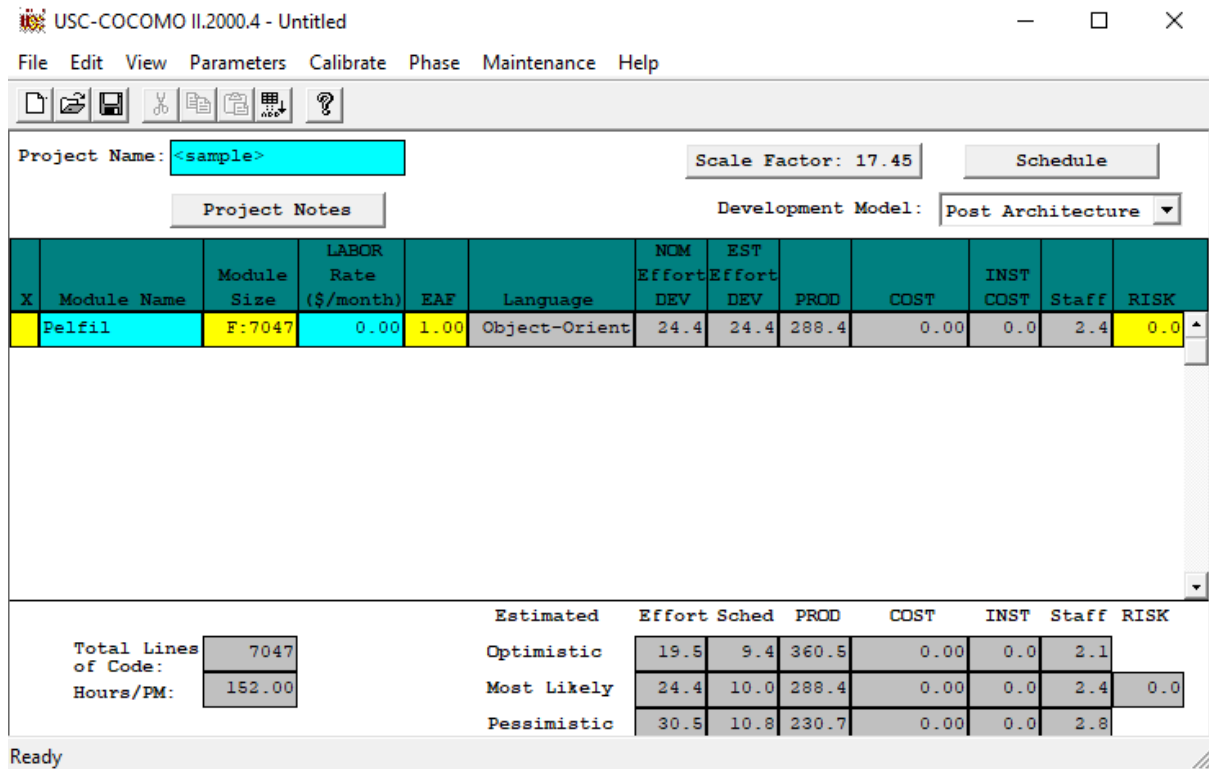 USC-COCOMO II.2000.4 - Untitled
File Edit View Parameters Calibrate Phase Maintenance Help
Project Name: <sample> Scale Factor: 17.45 Schedule
Project Notes Development Model: Post Architecture
LABOR NOM EST
Module Rate Effort Effort INST
X Module Name Size ($/month) EAF Language DEV DEV PROD COST COST Staff RISK
Pelfil F:7047 0.00 1.00 Object-Orient 24.4 24.4 288.4 0.00 0.0 2.4 0.0
Estimated Effort Sched PROD COST INST Staff RISK
Total Lines 7047 Optimistic 19.5 9.4 360.5 0.00 0.0 2.1
of Code:
Hours/PM: 152.00 Most Likely 24.4 10.0 288.4 0.00 0.0 2.4 0.0
Pessimistic 30.5 10.8 230.7 0.00 0.0 2.8
Ready